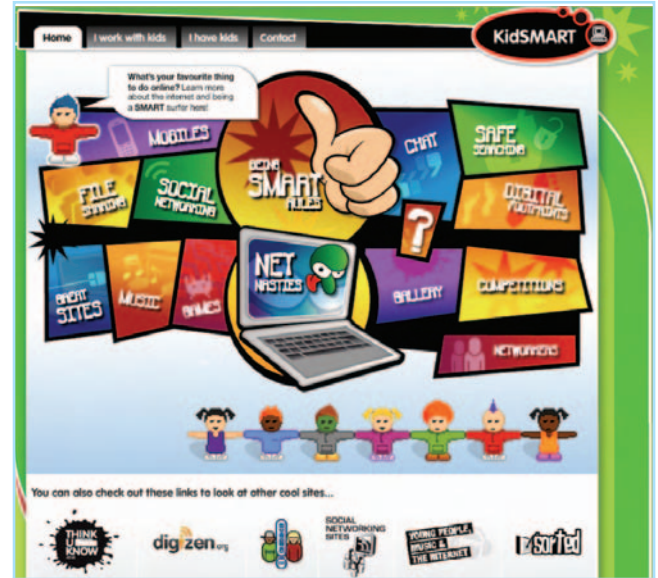 Home
I work with kids
I have kids
Contact
KidSMART
What's your favourite thing
to do online? Learn more
about the internet and being
a SMART surfer here!
MOBILES
BEING
SMART
RULES
CHAT
SAFE
SEARCHING
FILE
SHARING
SOCIAL
NETWORKING
DIGITAL
FOOTPRINTS
?
GREAT
SITES
MUSIC
GAMES
NET
NASTIES
GALLERY
COMPETITIONS
NETWORKERS
You can also check out these links to look at other cool sites...
THINK
U
KNOW
digizen.org
SOCIAL
NETWORKING
SITES
YOUNG PEOPLE,
MUSIC &
THE INTERNET
sorted